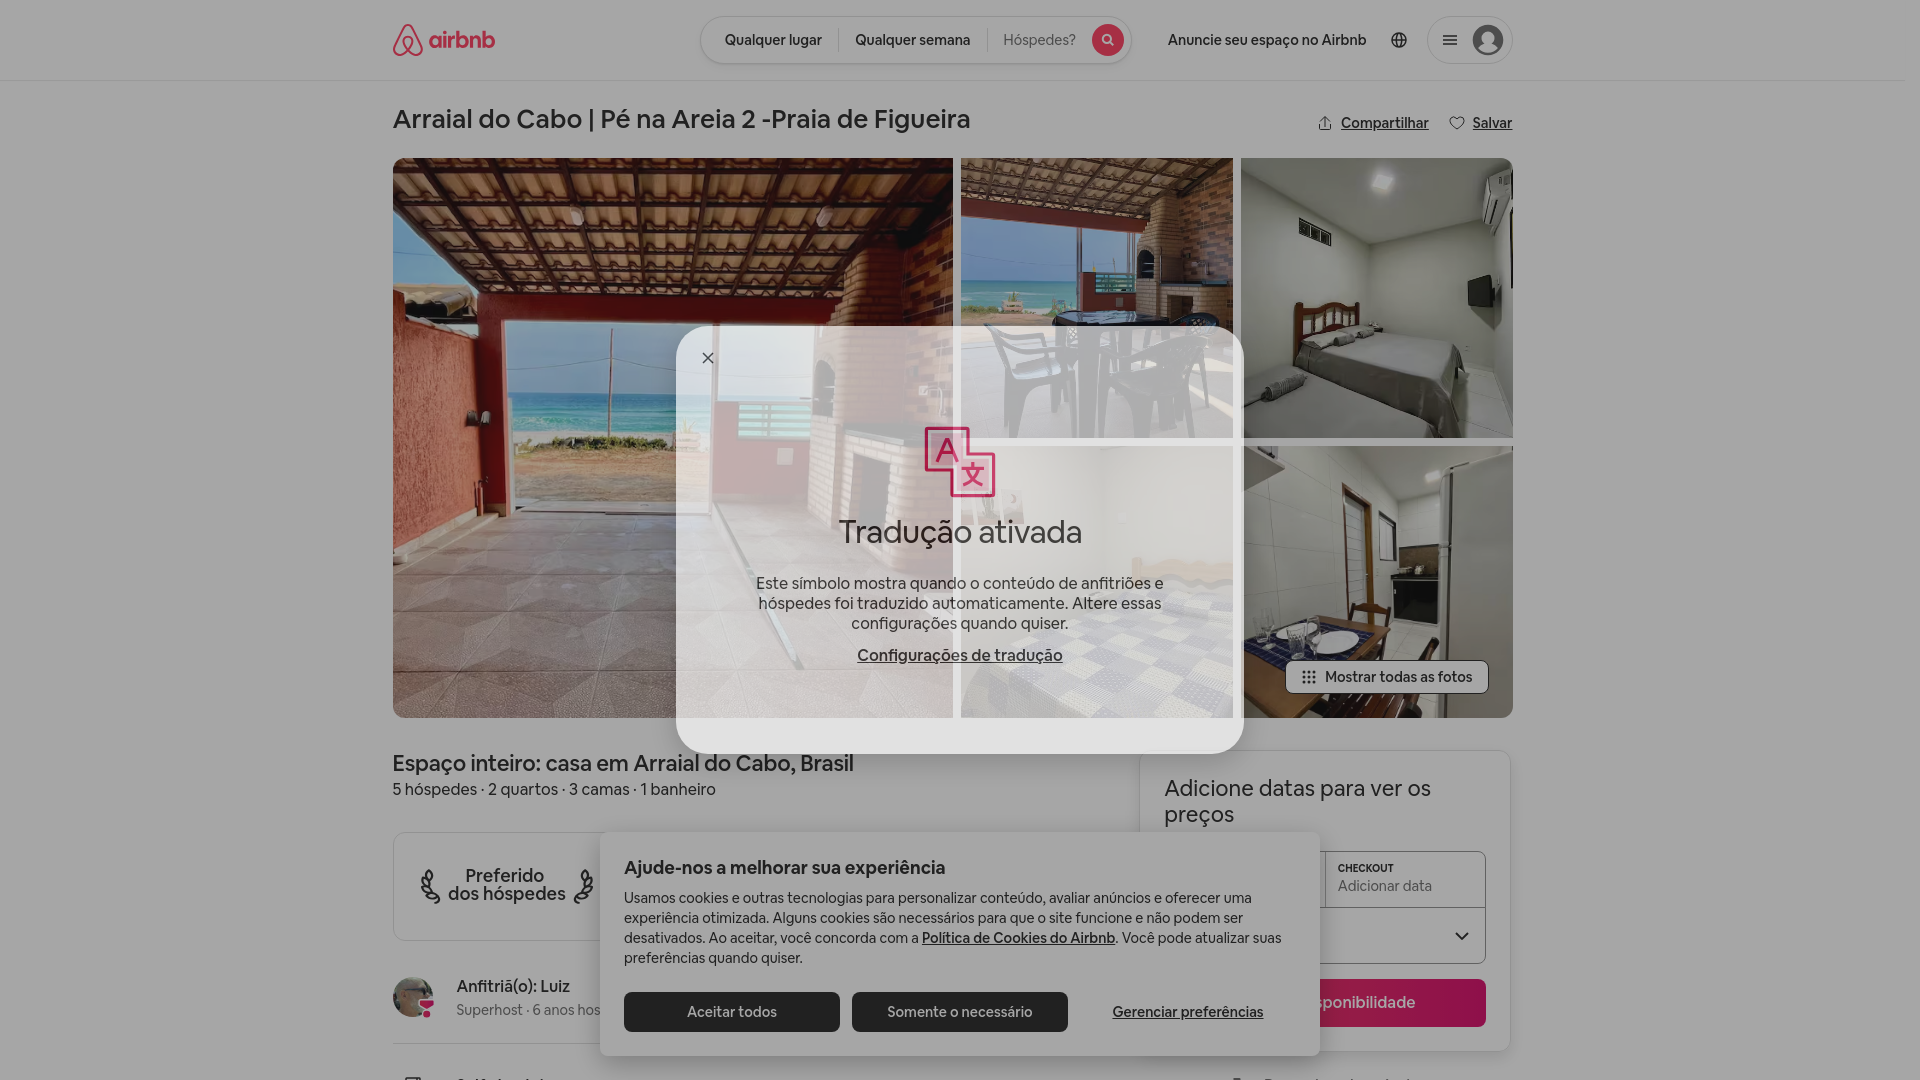 airbnb
Qualquer lugar
Qualquer semana
Hóspedes?
Anuncie seu espaço no Airbnb
Arraial do Cabo | Pé na Areia 2 -Praia de Figueira
Compartilhar
Salvar
A
文
Tradução ativada
Este símbolo mostra quando o conteúdo de anfitriões e
hóspedes foi traduzido automaticamente. Altere essas
configurações quando quiser.
Configurações de tradução
Mostrar todas as fotos
Espaço inteiro: casa em Arraial do Cabo, Brasil
5 hóspedes · 2 quartos · 3 camas · 1 banheiro
Adicione datas para ver os
preços
CHECKOUT
Adicionar data
Preferido
dos hóspedes
Ajude-nos a melhorar sua experiência
Usamos cookies e outras tecnologias para personalizar conteúdo, avaliar anúncios e oferecer uma
experiência otimizada. Alguns cookies são necessários para que o site funcione e não podem ser
desativados. Ao aceitar, você concorda com a Política de Cookies do Airbnb. Você pode atualizar suas
preferências quando quiser.
Aceitar todos
Somente o necessário
Gerenciar preferências
Anfitriã(o): Luiz
Superhost · 6 anos hos
sponibilidade